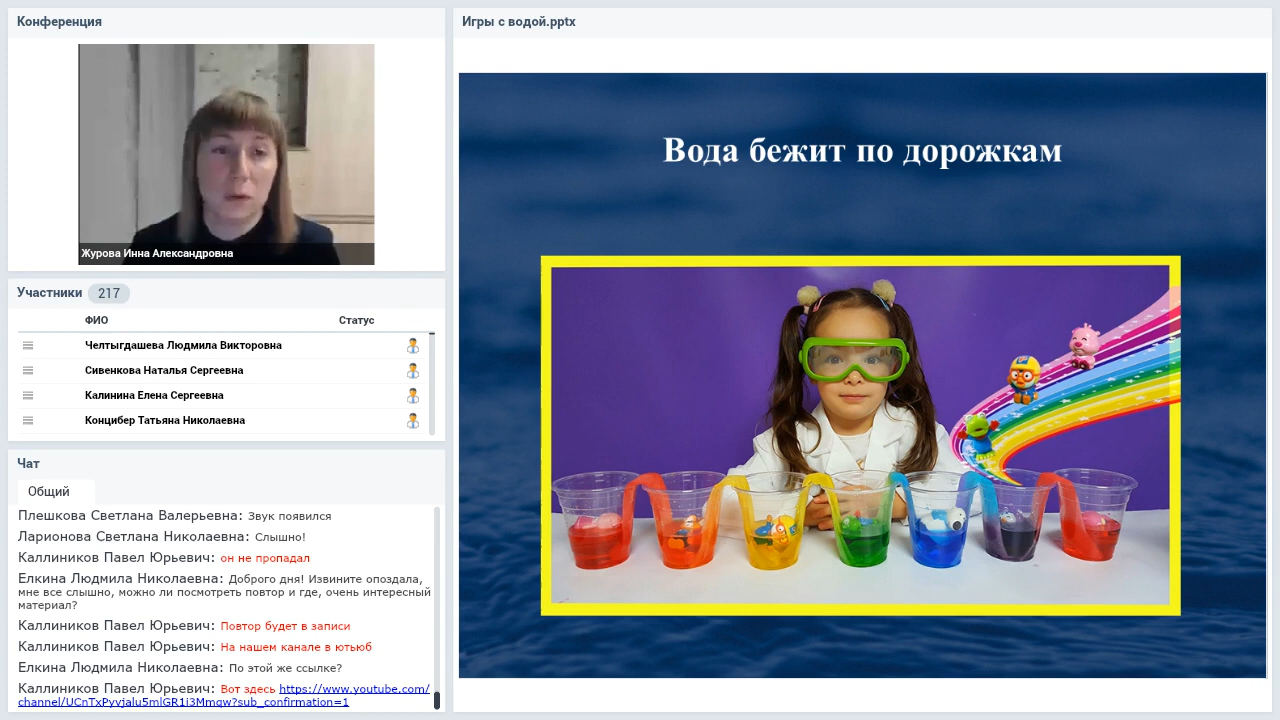 Конференция
Журова Инна Александровна
Участники 217
ФИО Статус
Челтыгдашева Людмила Викторовна
Сивенкова Наталья Сергеевна
Калинина Елена Сергеевна
Концибер Татьяна Николаевна
Чат
Общий
Плешкова Светлана Валерьевна: Звук появился
Ларионова Светлана Николаевна: Слышно!
Каллиников Павел Юрьевич: он не пропадал
Елкина Людмила Николаевна: Доброго дня! Извините опоздала,
мне все слышно, можно ли посмотреть повтор и где, очень интересный
материал?
Каллиников Павел Юрьевич: Повтор будет в записи
Каллиников Павел Юрьевич: На нашем канале в ютьюб
Елкина Людмила Николаевна: По этой же ссылке?
Каллиников Павел Юрьевич: Вот здесь https://www.youtube.com/
channel/UCnTxPyvjalu5mlGR1i3Mmqw?sub_confirmation=1
Игры с водой.pptx
Вода бежит по дорожкам